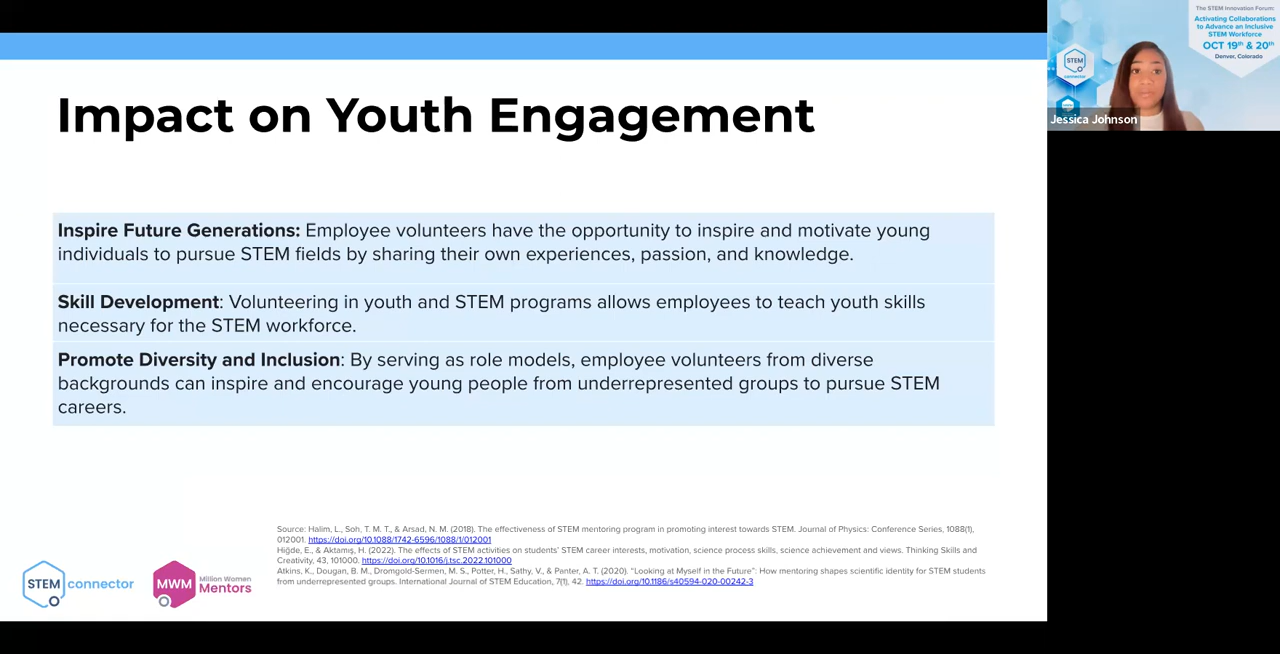 Impact on Youth Engagement
Inspire Future Generations: Employee volunteers have the opportunity to inspire and motivate young
individuals to pursue STEM fields by sharing their own experiences, passion, and knowledge.
Skill Development: Volunteering in youth and STEM programs allows employees to teach youth skills
necessary for the STEM workforce.
Promote Diversity and Inclusion: By serving as role models, employee volunteers from diverse
backgrounds can inspire and encourage young people from underrepresented groups to pursue STEM
careers.
Source: Halim, L., Soh, T. M. T., & Arsad, N. M. (2018). The effectiveness of STEM mentoring program in promoting interest towards STEM. Journal of Physics: Conference Series, 1088(1),
012001. https://doi.org/10.1088/1742-6596/1088/1/012001
Hiğde, E., & Aktamış, H. (2022). The effects of STEM activities on students' STEM career interests, motivation, science process skills, science achievement and views. Thinking Skills and
Creativity, 43, 101000. https://doi.org/10.1016/j.tsc.2022.101000
Atkins, K., Dougan, B. M., Dromgold-Sermen, M. S., Potter, H., Sathy, V., & Panter, A. T. (2020). "Looking at Myself in the Future": How mentoring shapes scientific identity for STEM students
from underrepresented groups. International Journal of STEM Education, 7(1), 42. https://doi.org/10.1186/s40594-020-00242-3
STEMconnector
MWM
Million Women
Mentors
The STEM Innovation Forum:
Activating Collaborations
to Advance an Inclusive
STEM Workforce
OCT 19th & 20th
Denver, Colorado
STEM
connector
Jessica Johnson